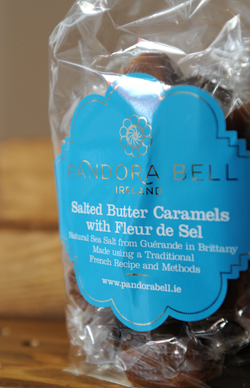 PANDORA BELL
IRELAND
Salted Butter Caramels
with Fleur de Sel
Natural Sea Salt from Guérande in Brittany
Made using a Traditional
French Recipe and Methods
www.pandorabell.ie